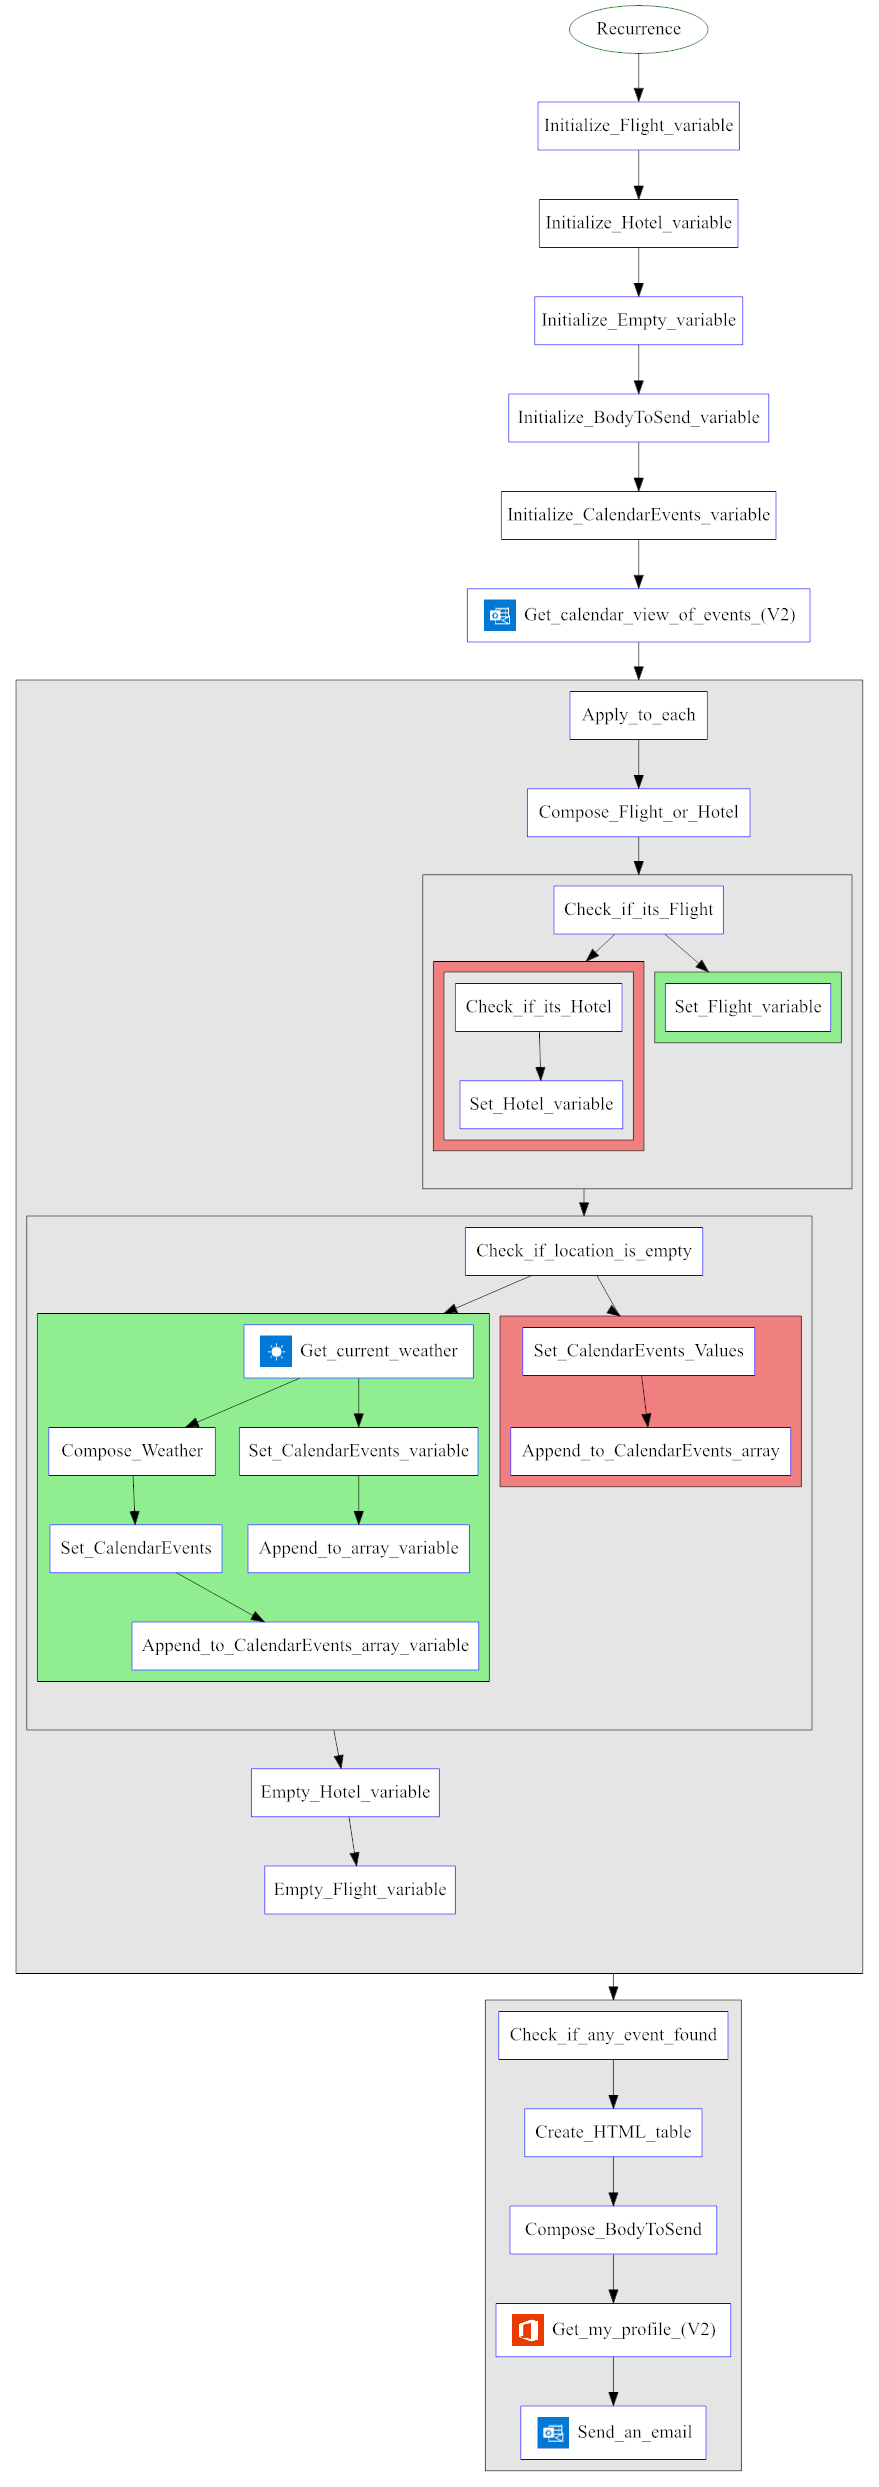 Recurrence
Initialize_Flight_variable
Initialize_Hotel_variable
Initialize_Empty_variable
Initialize_BodyToSend_variable
Initialize_CalendarEvents_variable
Get_calendar_view_of_events_(V2)
Apply_to_each
Compose_Flight_or_Hotel
Check_if_its_Flight
Check_if_its_Hotel
Set_Flight_variable
Set_Hotel_variable
Check_if_location_is_empty
Get_current_weather
Set_CalendarEvents_Values
Compose_Weather
Set_CalendarEvents_variable
Append_to_CalendarEvents_array
Set_CalendarEvents
Append_to_array_variable
Append_to_CalendarEvents_array_variable
Empty_Hotel_variable
Empty_Flight_variable
Check_if_any_event_found
Create_HTML_table
Compose_BodyToSend
Get_my_profile_(V2)
Send_an_email